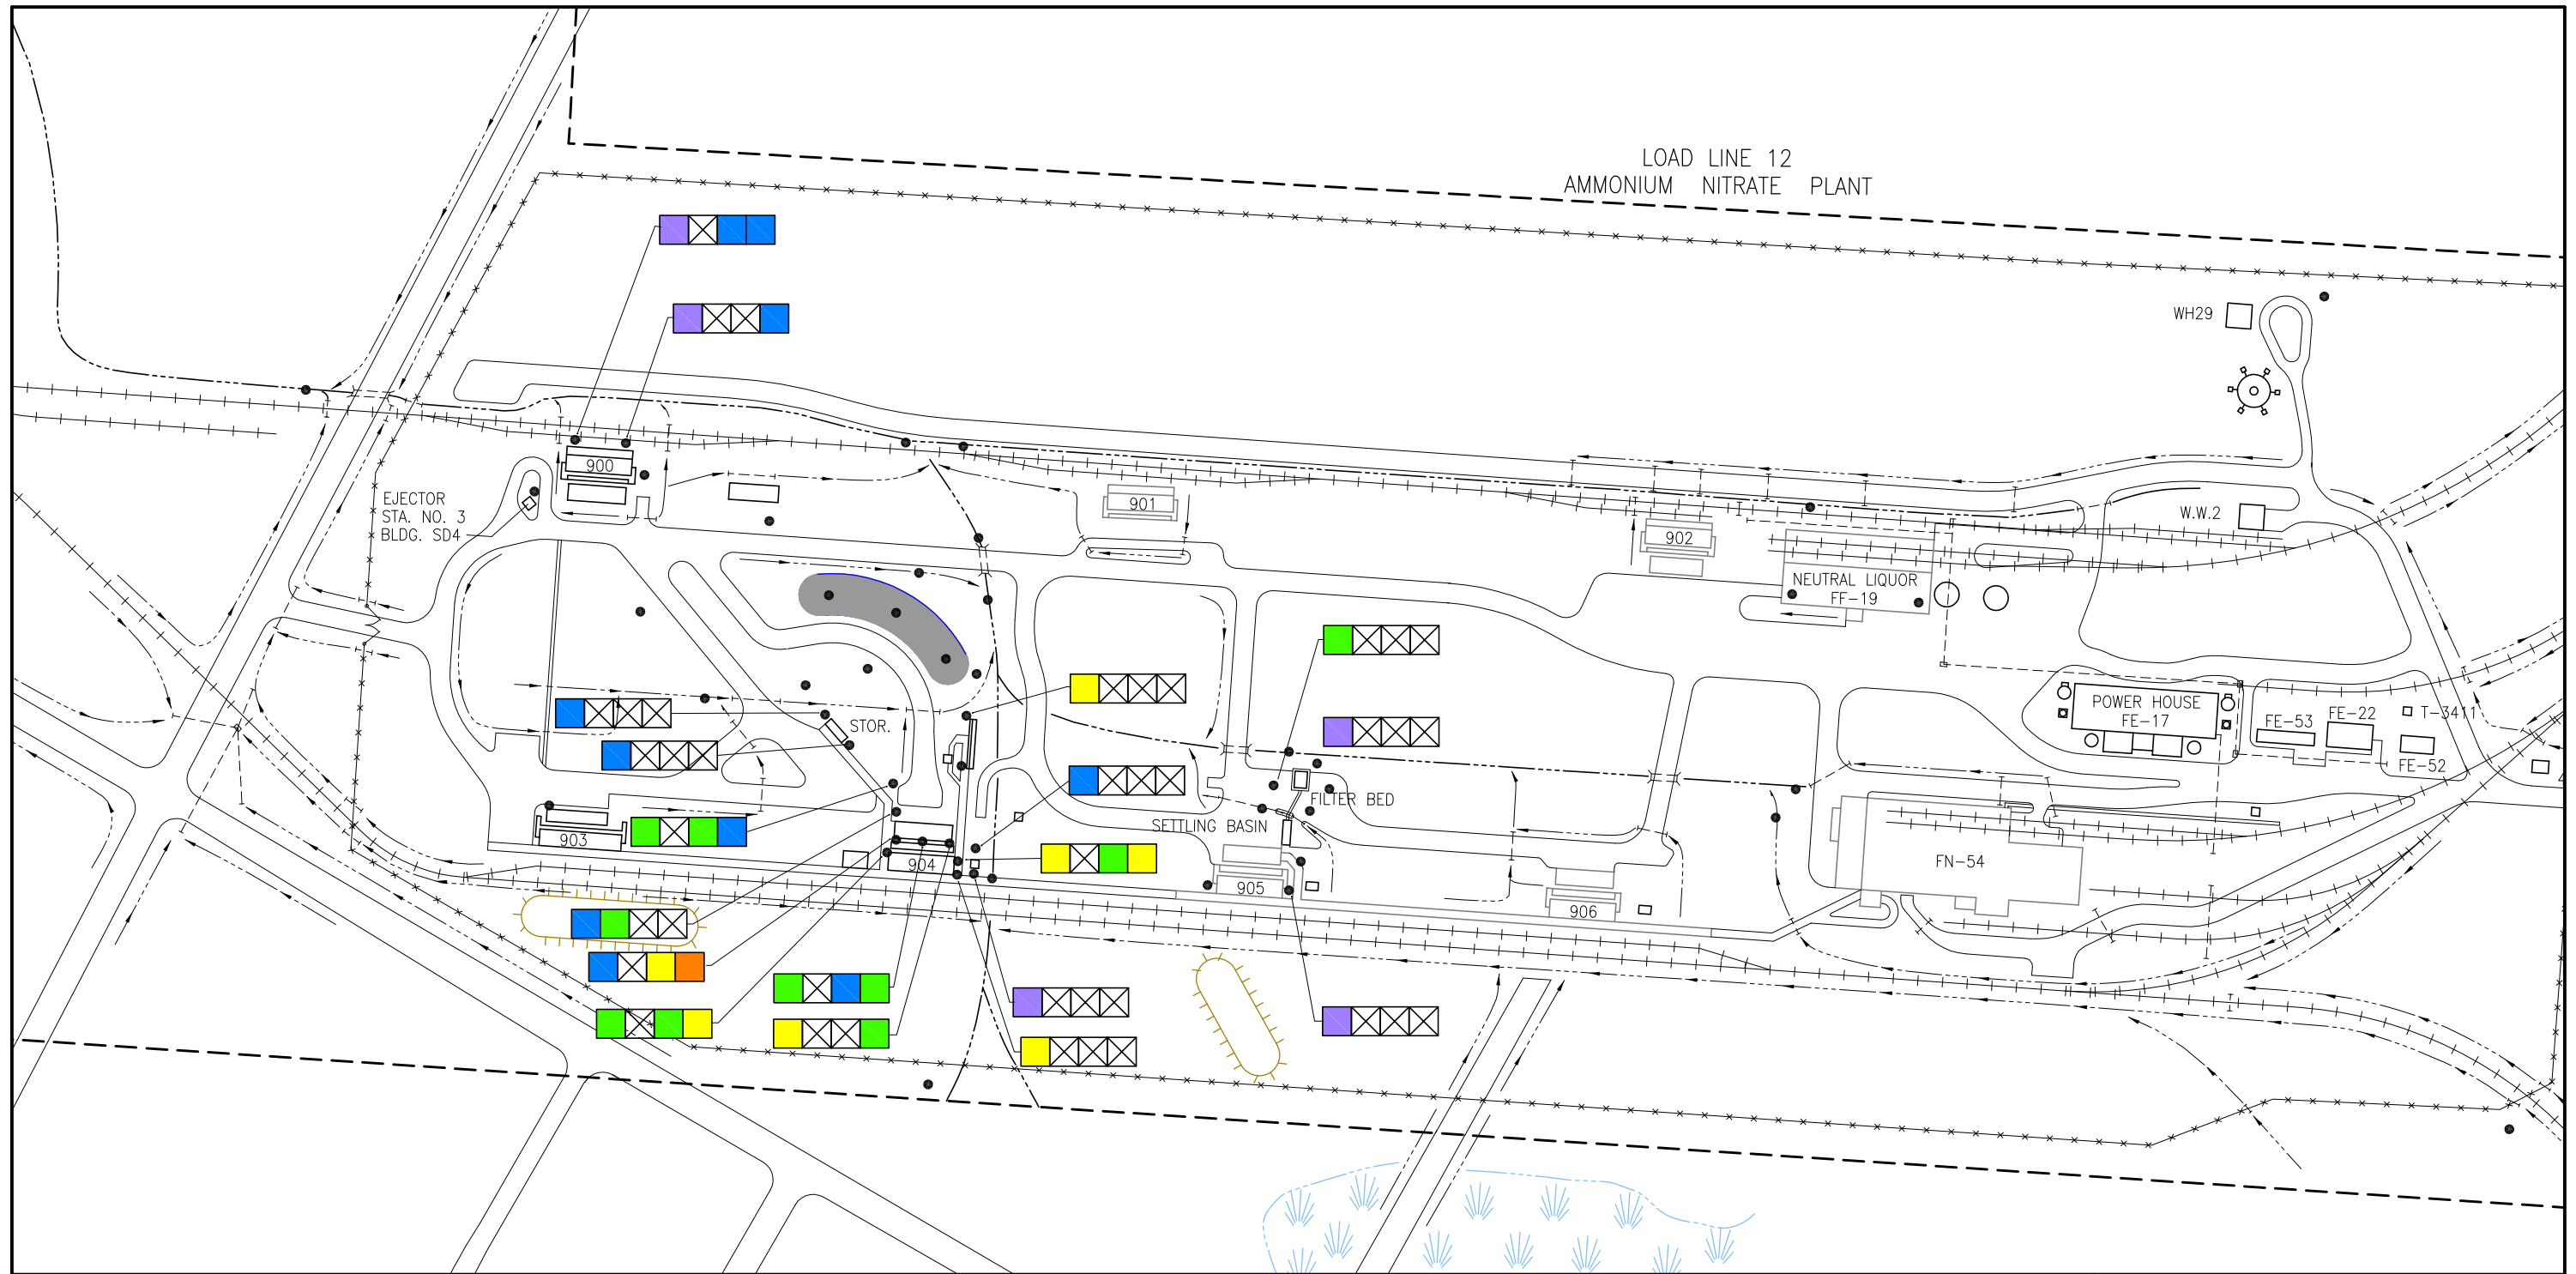 LOAD LINE 12
AMMONIUM NITRATE PLANT
WH29
900
EJECTOR
STA. NO. 3
BLDG. SD4
901
902
W.W.2
NEUTRAL LIQUOR
FF-19
POWER HOUSE
FE-17
FE-53
FE-22
T-3411
FE-52
STOR.
FILTER BED
SETTLING BASIN
903
904
905
906
FN-54